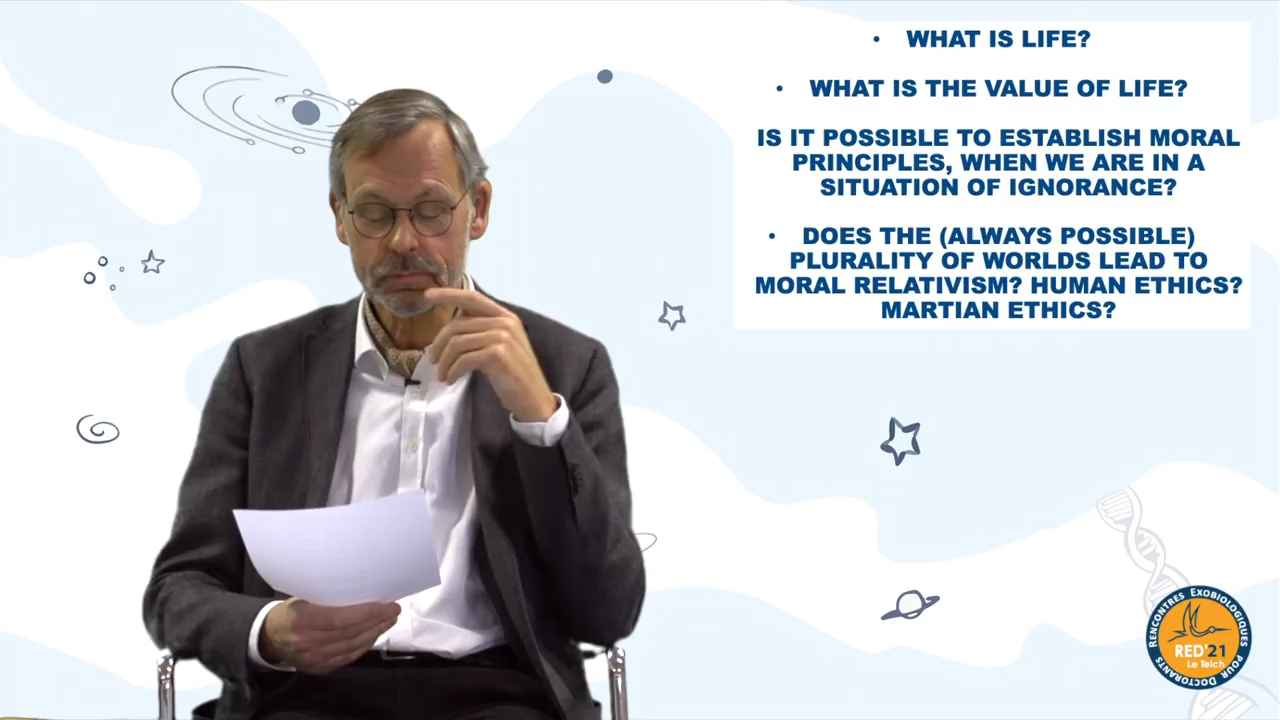 • WHAT IS LIFE?
• WHAT IS THE VALUE OF LIFE?
IS IT POSSIBLE TO ESTABLISH MORAL
PRINCIPLES, WHEN WE ARE IN A
SITUATION OF IGNORANCE?
• DOES THE (ALWAYS POSSIBLE)
PLURALITY OF WORLDS LEAD TO
MORAL RELATIVISM? HUMAN ETHICS?
MARTIAN ETHICS?
RENCONTRES EXOBIOLOGIQUES POUR DOCTORANTS
RED'21
Le Teich